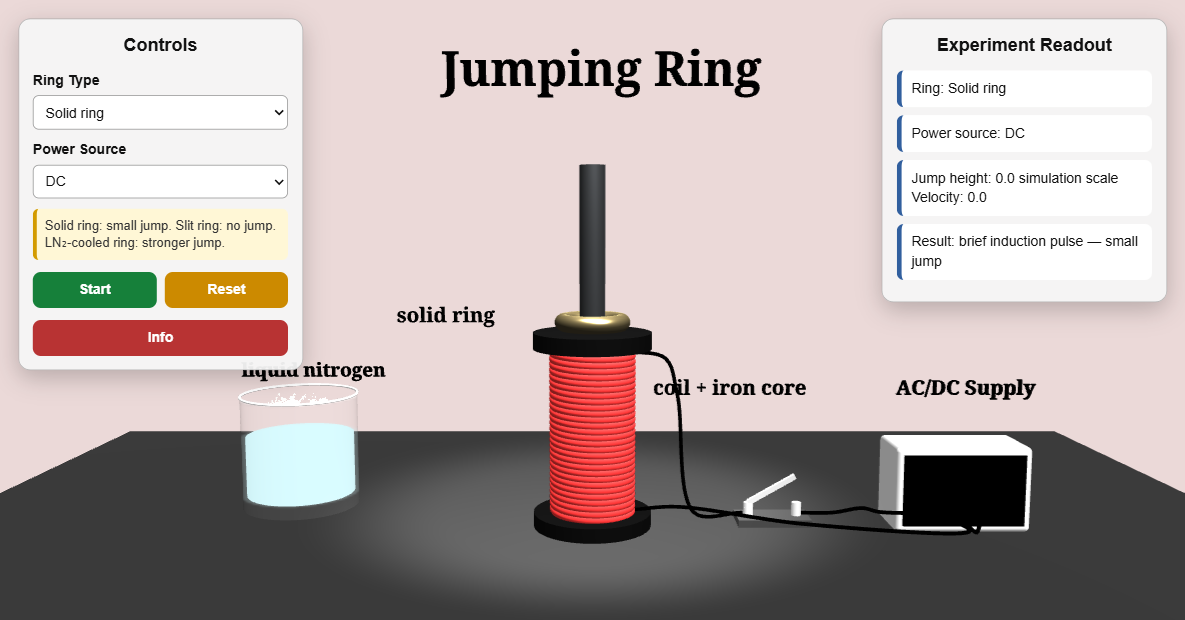 Controls
Ring Type
Solid ring
Power Source
DC
Solid ring: small jump. Slit ring: no jump.
LN₂-cooled ring: stronger jump.
Start
Reset
Info
Jumping Ring
solid ring
liquid nitrogen
coil + iron core
AC/DC Supply
Experiment Readout
Ring: Solid ring
Power source: DC
Jump height: 0.0 simulation scale
Velocity: 0.0
Result: brief induction pulse — small
jump